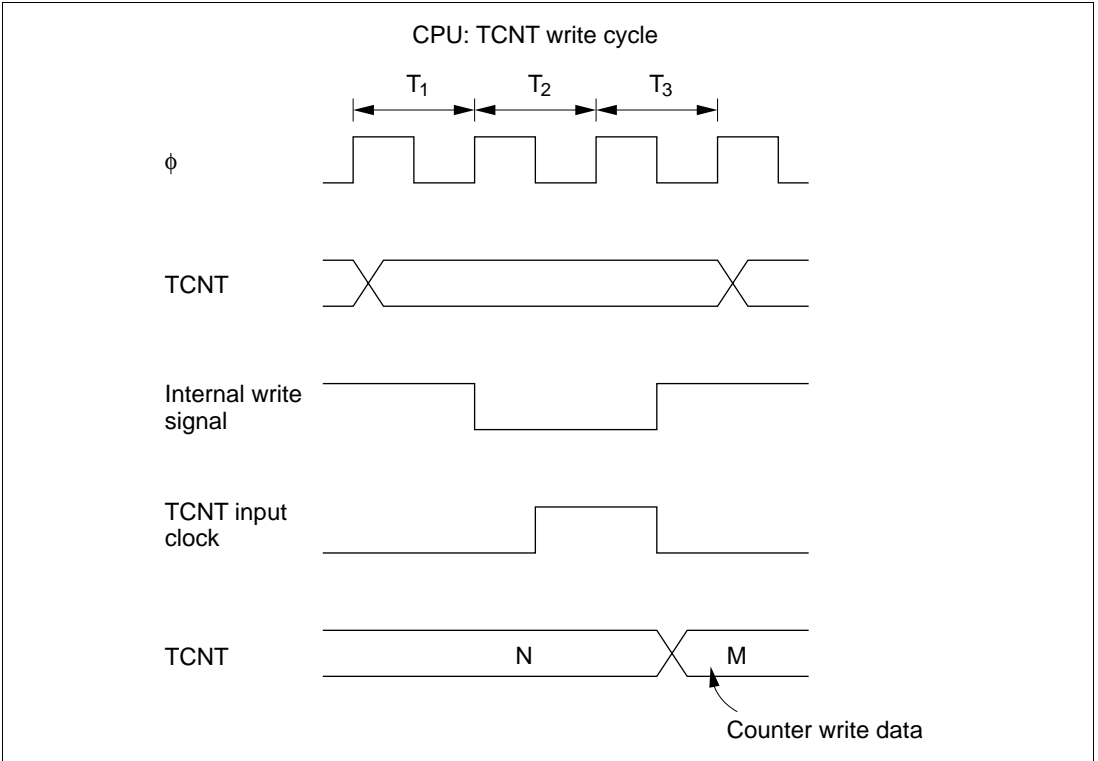 CPU: TCNT write cycle
T1 T2 T3
ϕ
TCNT
Internal write
signal
TCNT input
clock
TCNT
N M
Counter write data